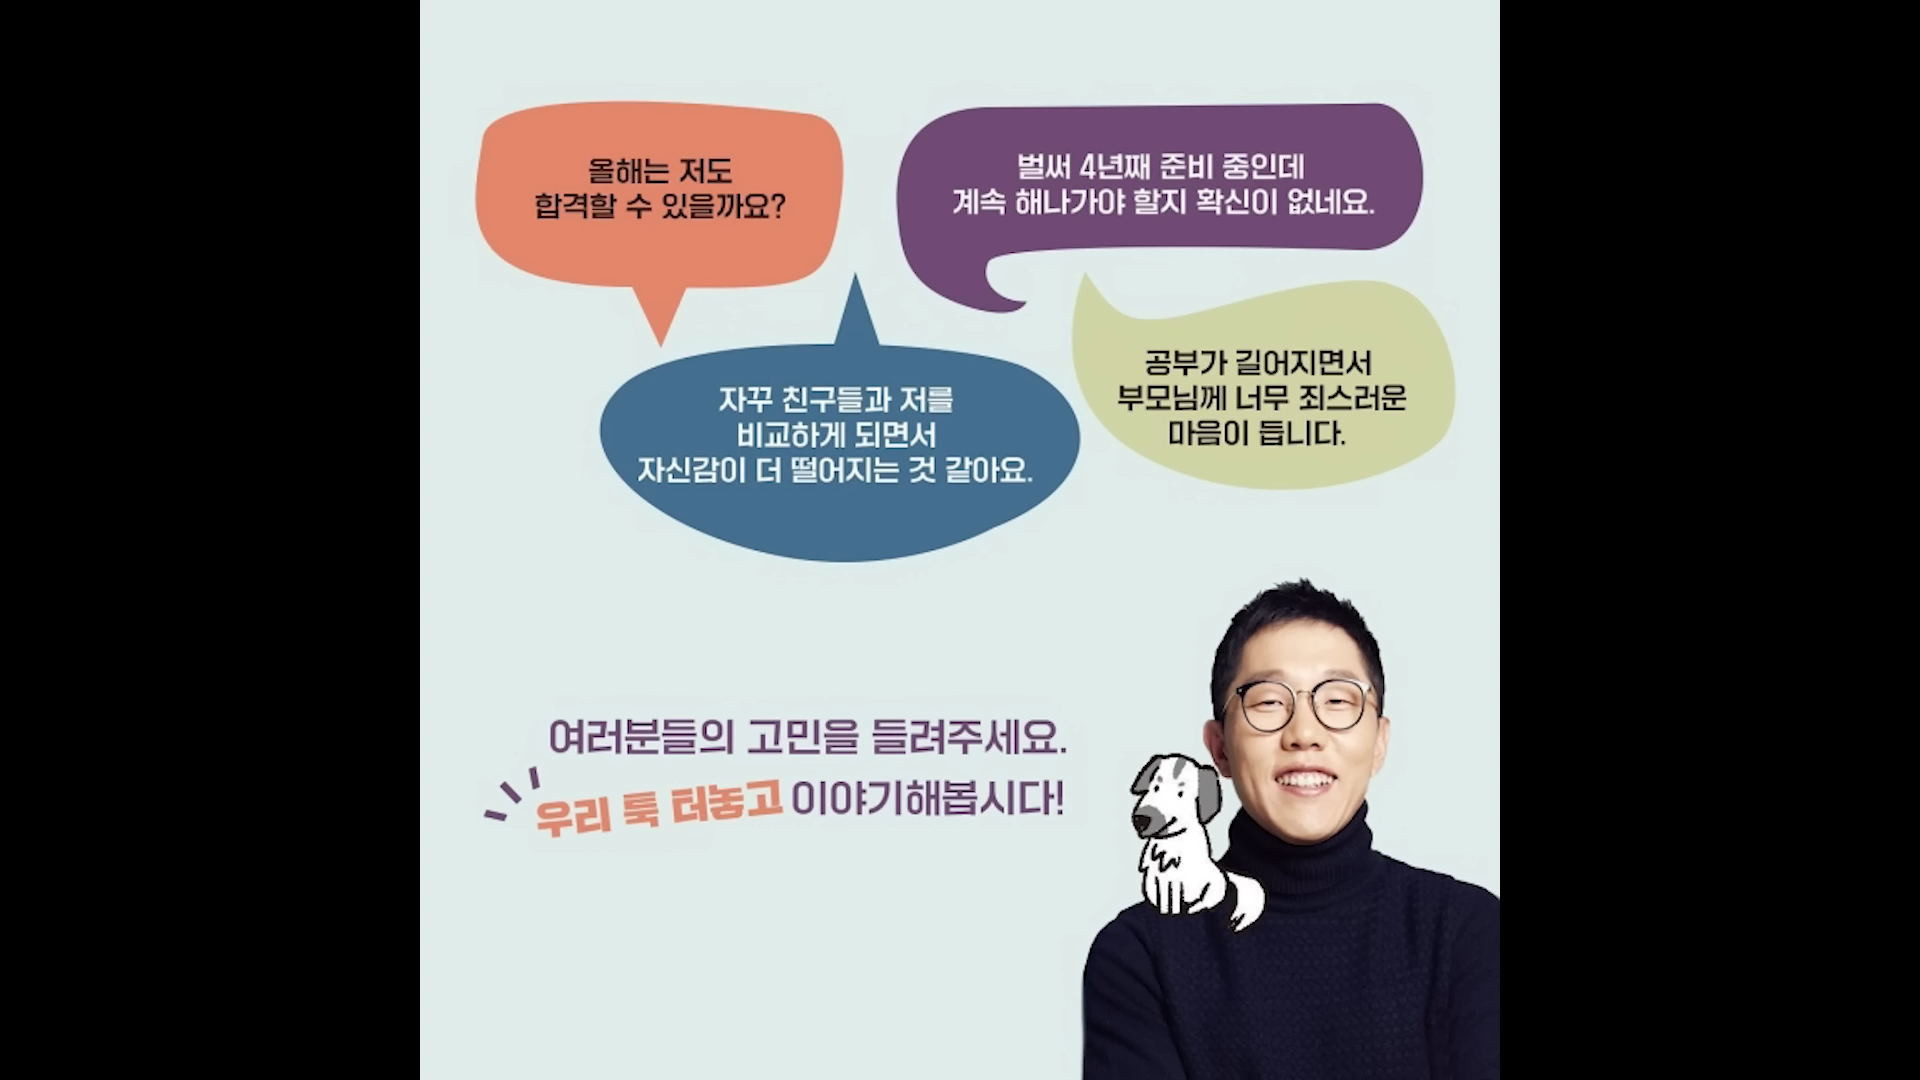 올해는 저도
합격할 수 있을까요?
벌써 4년째 준비 중인데
계속 해나가야 할지 확신이 없네요.
자꾸 친구들과 저를
비교하게 되면서
자신감이 더 떨어지는 것 같아요.
공부가 길어지면서
부모님께 너무 죄스러운
마음이 듭니다.
여러분들의 고민을 들려주세요.
우리 툭 터놓고 이야기해봅시다!